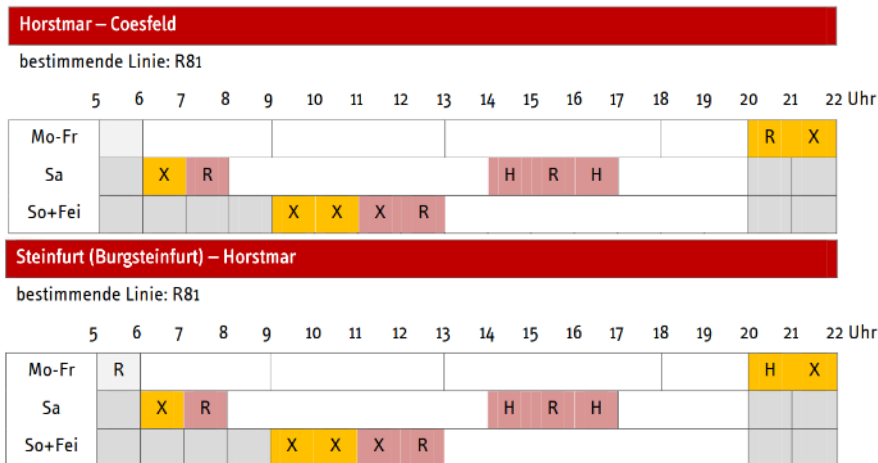 Horstmar – Coesfeld
bestimmende Linie: R81
5 6 7 8 9 10 11 12 13 14 15 16 17 18 19 20 21 22 Uhr
Mo-Fr R X
Sa X R H R H
So+Fei X X X R
Steinfurt (Burgsteinfurt) – Horstmar
bestimmende Linie: R81
5 6 7 8 9 10 11 12 13 14 15 16 17 18 19 20 21 22 Uhr
Mo-Fr R H X
Sa X R H R H
So+Fei X X X R